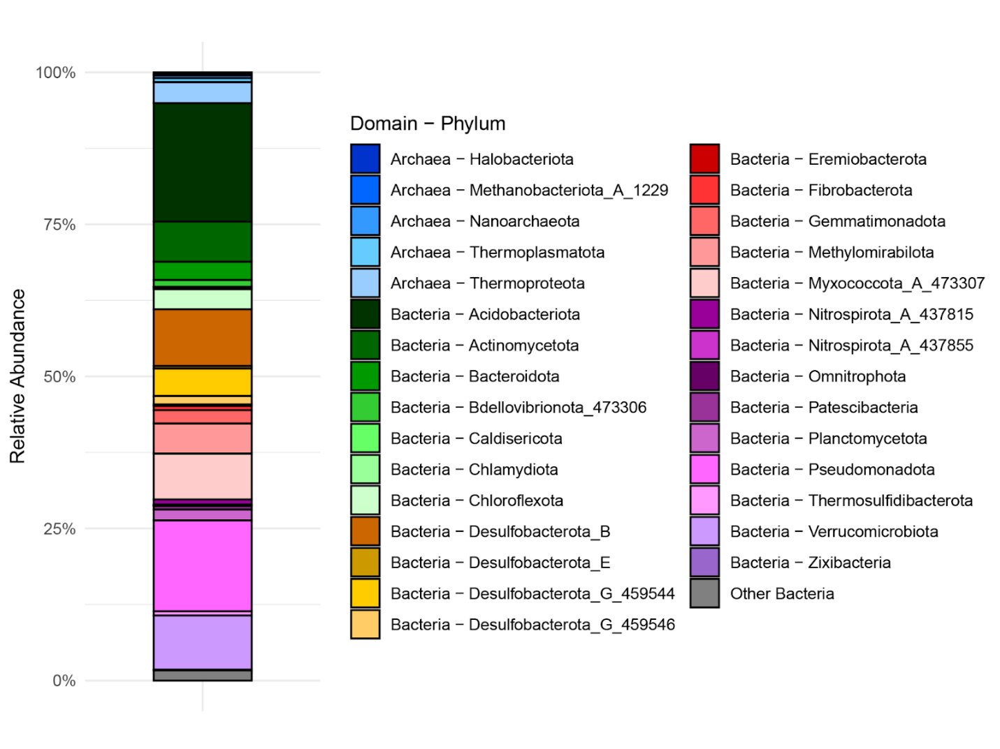 100%
75%
50%
25%
0%
Relative Abundance
Domain − Phylum
Archaea − Halobacteriota
Archaea − Methanobacteriota_A_1229
Archaea − Nanoarchaeota
Archaea − Thermoplasmatota
Archaea − Thermoproteota
Bacteria − Acidobacteriota
Bacteria − Actinomycetota
Bacteria − Bacteroidota
Bacteria − Bdellovibrionota_473306
Bacteria − Caldisericota
Bacteria − Chlamydiota
Bacteria − Chloroflexota
Bacteria − Desulfobacterota_B
Bacteria − Desulfobacterota_E
Bacteria − Desulfobacterota_G_459544
Bacteria − Desulfobacterota_G_459546
Bacteria − Eremiobacterota
Bacteria − Fibrobacterota
Bacteria − Gemmatimonadota
Bacteria − Methylomirabilota
Bacteria − Myxococcota_A_473307
Bacteria − Nitrospirota_A_437815
Bacteria − Nitrospirota_A_437855
Bacteria − Omnitrophota
Bacteria − Patescibacteria
Bacteria − Planctomycetota
Bacteria − Pseudomonadota
Bacteria − Thermosulfidibacterota
Bacteria − Verrucomicrobiota
Bacteria − Zixibacteria
Other Bacteria